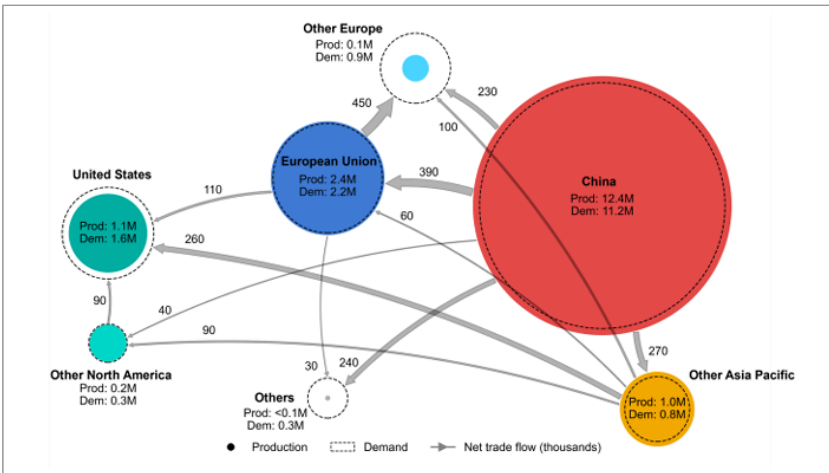 Other Europe
Prod: 0.1M
Dem: 0.9M
230
450
100
European Union
Prod: 2.4M
Dem: 2.2M
390
China
Prod: 12.4M
Dem: 11.2M
United States
110
Prod: 1.1M
Dem: 1.6M
60
260
90
40
90
Other North America
Prod: 0.2M
Dem: 0.3M
30
240
270
Others
Prod: <0.1M
Dem: 0.3M
Other Asia Pacific
Prod: 1.0M
Dem: 0.8M
Production
Demand
Net trade flow (thousands)